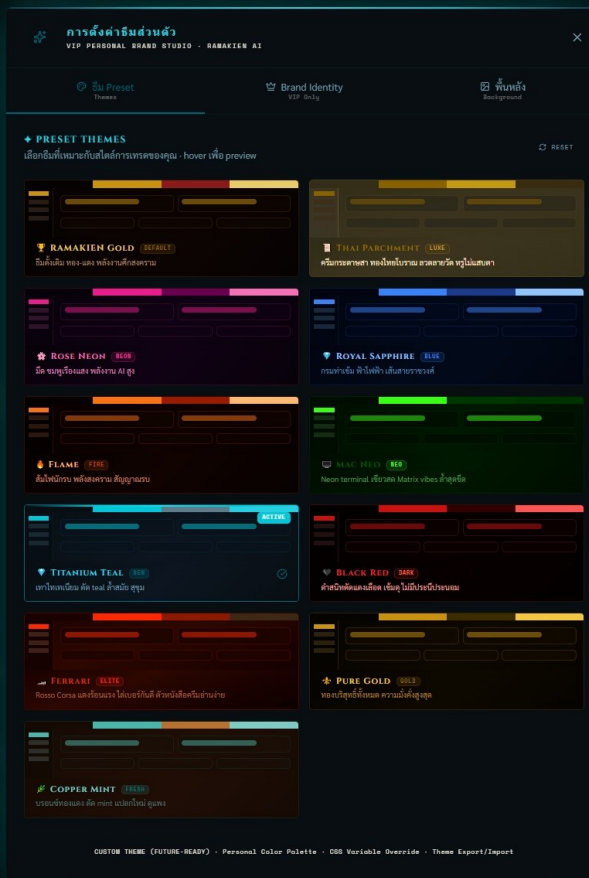 การตั้งค่าธีมส่วนตัว
VIP PERSONAL BRAND STUDIO · RAMAKIEN AI
ธีม Preset
Themes
Brand Identity
VIP Only
พื้นหลัง
Background
✦ PRESET THEMES
เลือกธีมที่เหมาะกับสไตล์การเทรดของคุณ · hover เพื่อ preview
RESET
RAMAKIEN GOLD DEFAULT
ธีมดั้งเดิม ทอง-แดง พลังงานศึกสงคราม
THAI PARCHMENT LUXE
ครีมกระดาษสา ทองไทยโบราณ ลวดลายวัด หรูไม่แสบตา
ROSE NEON NEON
มืด ชมพูเรืองแสง พลังงาน AI สูง
ROYAL SAPPHIRE BLUE
กรมท่าเข้ม ฟ้าไฟฟ้า เส้นสายราชวงศ์
FLAME FIRE
ส้มไฟนักรบ พลังสงคราม สัญญาณรบ
MAC NEO NEO
Neon terminal เขียวสด Matrix vibes ล้ำสุดขีด
ACTIVE
TITANIUM TEAL NEW
เทาไทเทเนียม ตัด teal ล้ำสมัย สุขุม
BLACK RED DARK
ดำสนิทตัดแดงเลือด เข้มดุ ไม่มีประนีประนอม
FERRARI ELITE
Rosso Corsa แดงร้อนแรง ใส่เบอร์กันดี ตัวหนังสือครีมอ่านง่าย
PURE GOLD GOLD
ทองบริสุทธิ์ทั้งหมด ความมั่งคั่งสูงสุด
COPPER MINT FRESH
บรอนซ์ทองแดง ตัด mint แปลกใหม่ ดูแพง
CUSTOM THEME (FUTURE-READY) · Personal Color Palette · CSS Variable Override · Theme Export/Import